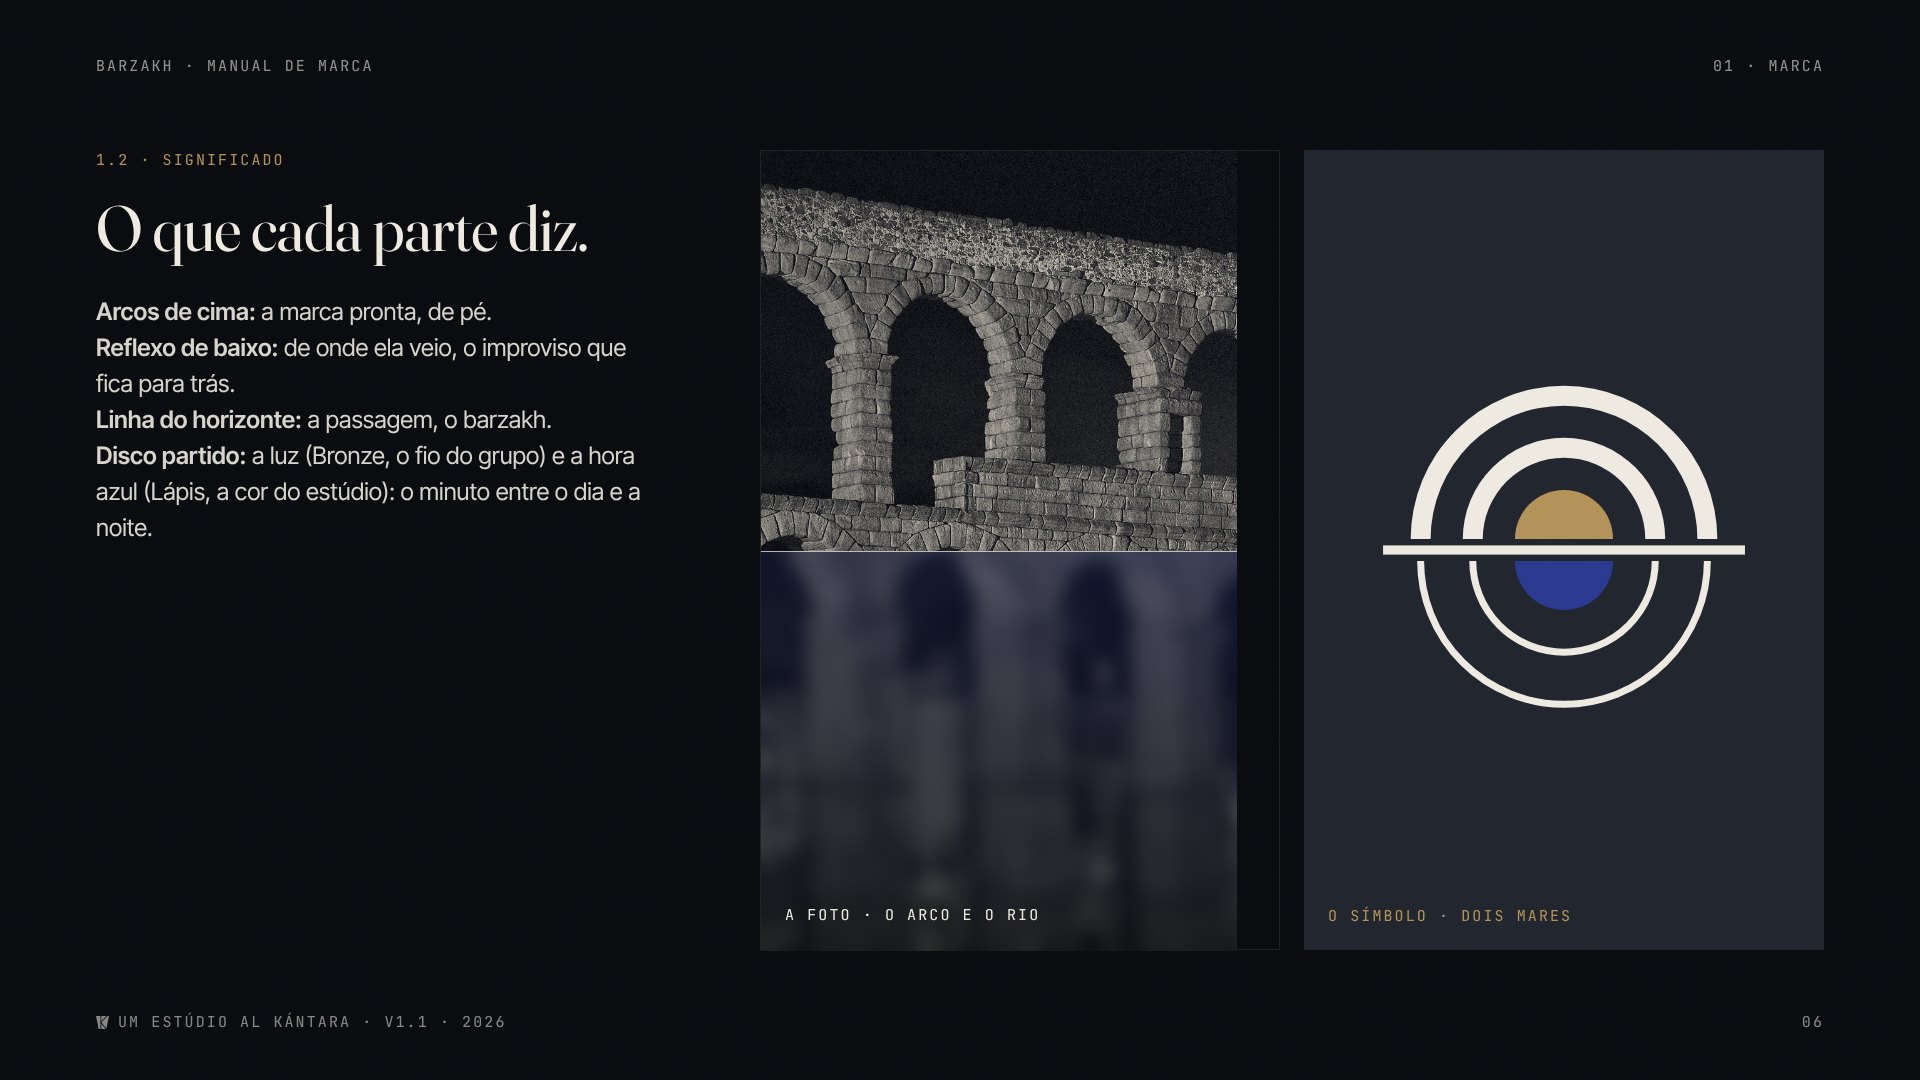 BARZAKH · MANUAL DE MARCA
01 · MARCA
1.2 · SIGNIFICADO
O que cada parte diz.
Arcos de cima: a marca pronta, de pé.
Reflexo de baixo: de onde ela veio, o improviso que
fica para trás.
Linha do horizonte: a passagem, o barzakh.
Disco partido: a luz (Bronze, o fio do grupo) e a hora
azul (Lápis, a cor do estúdio): o minuto entre o dia e a
noite.
A FOTO · O ARCO E O RIO
O SÍMBOLO · DOIS MARES
UM ESTÚDIO AL KÁNTARA · V1.1 · 2026
06